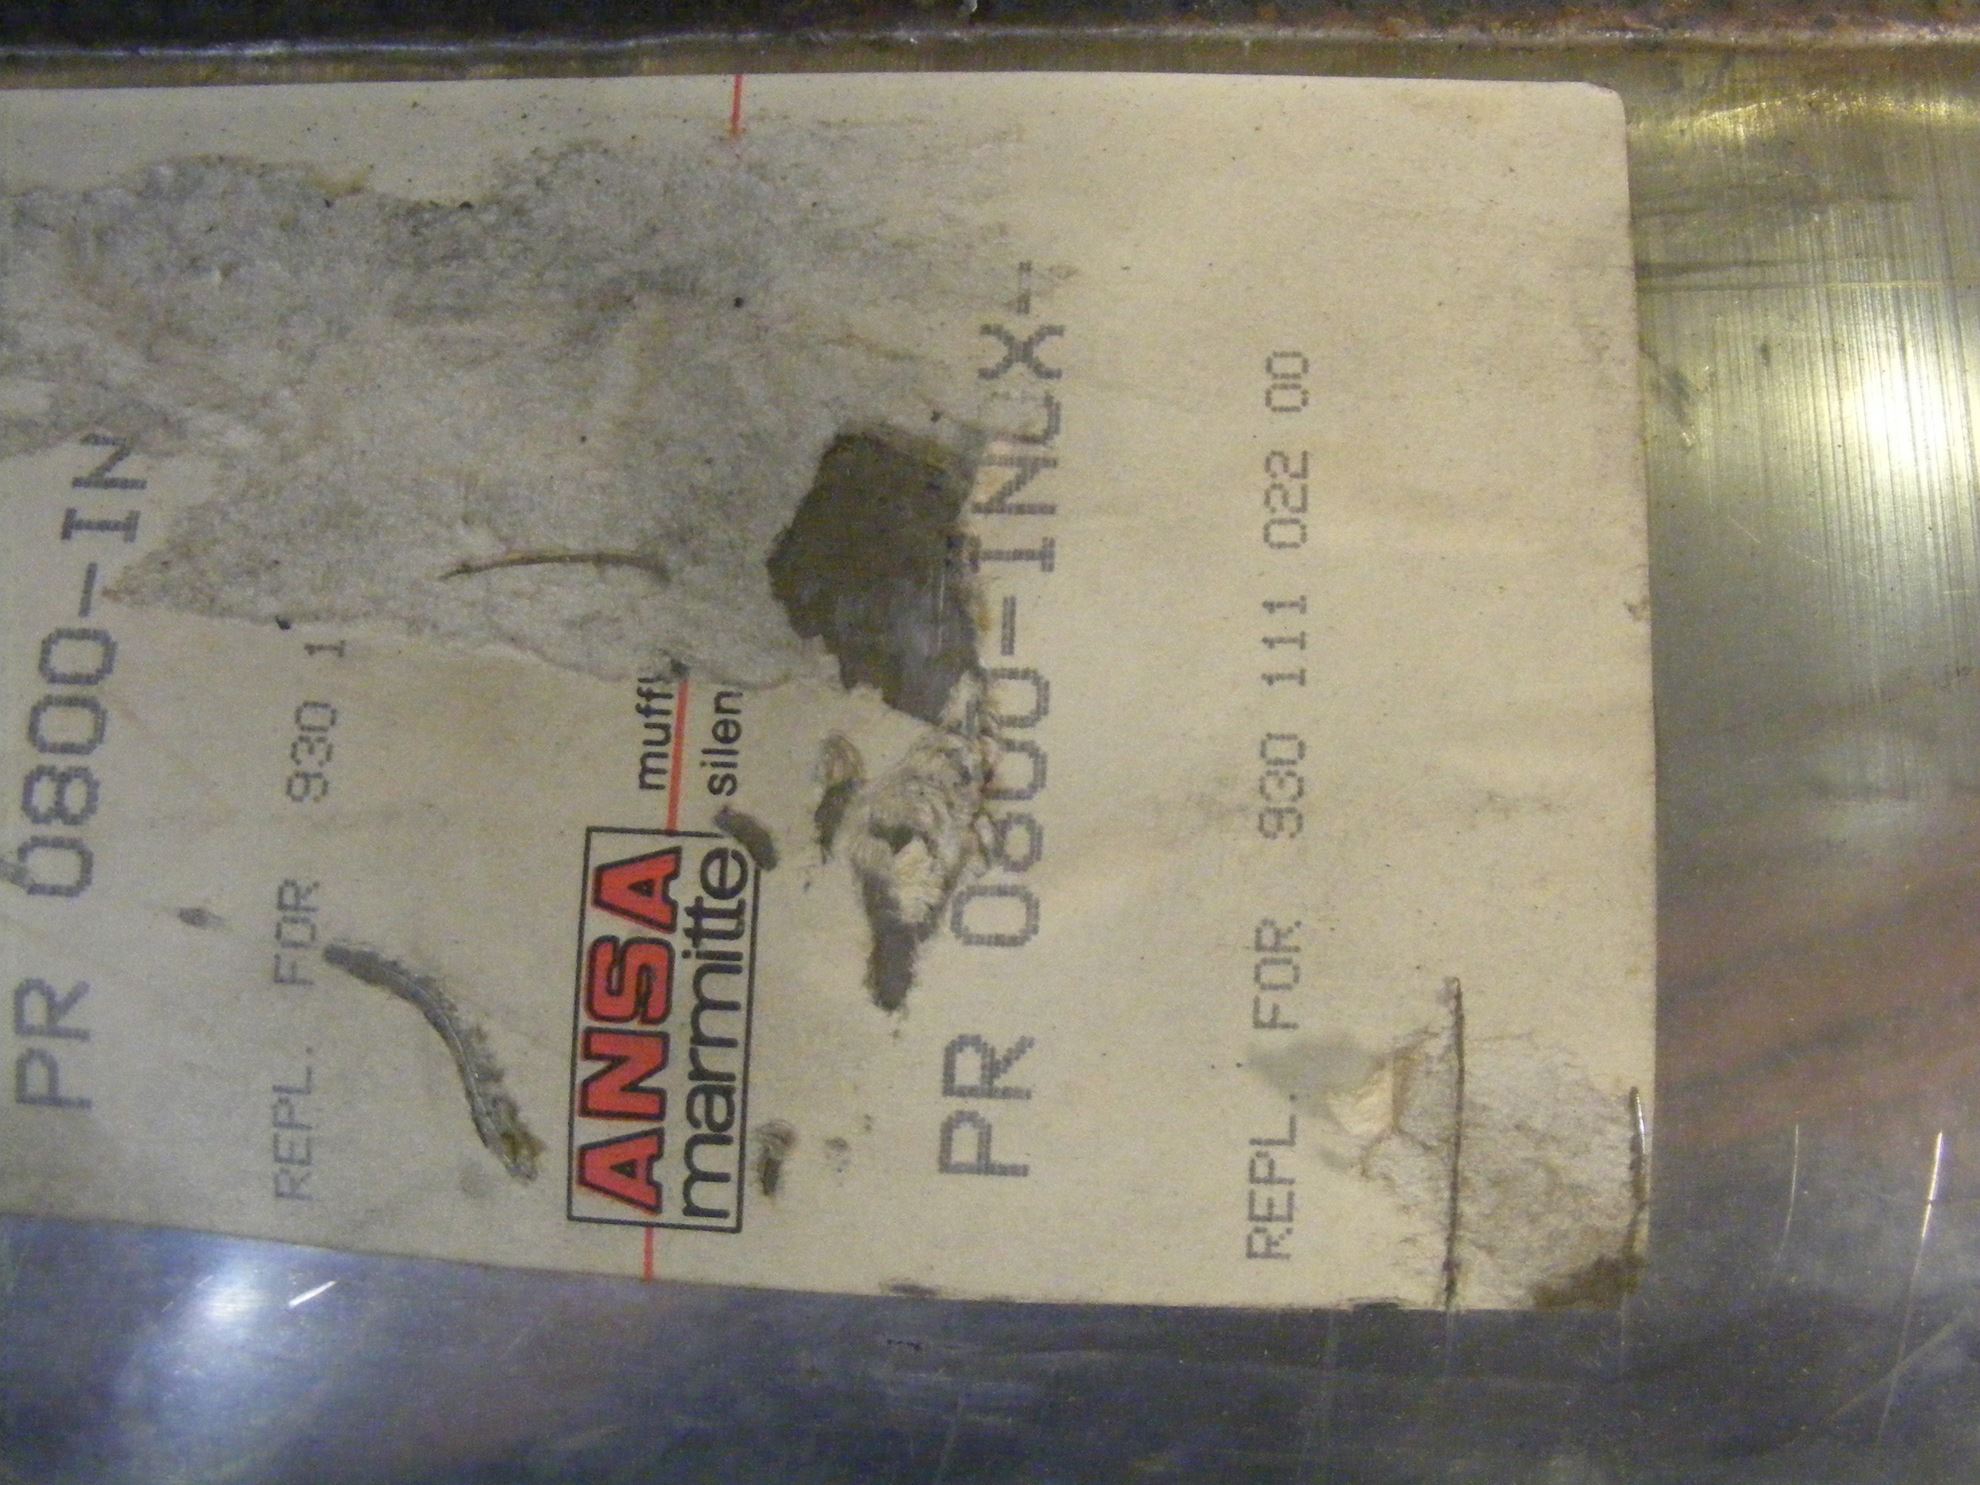 PR 0800-IN
REPL. FOR 930 1
ANSA
marmitte
muffl
silen
PR 0800-INOX-
REPL. FOR 930 111 022 00